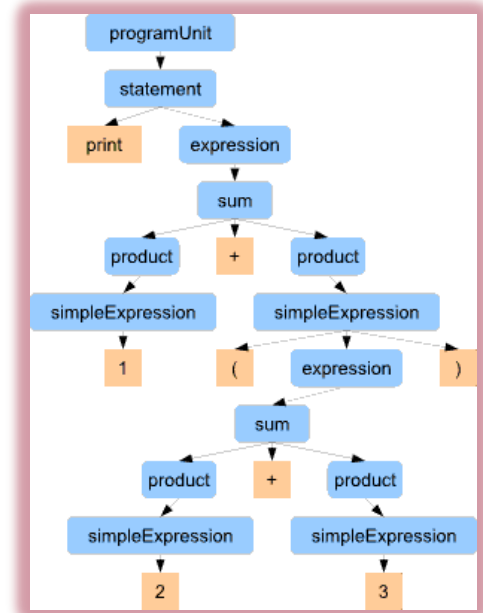 programUnit
statement
print expression
sum
product + product
simpleExpression simpleExpression
1 ( expression )
sum
product + product
simpleExpression simpleExpression
2 3